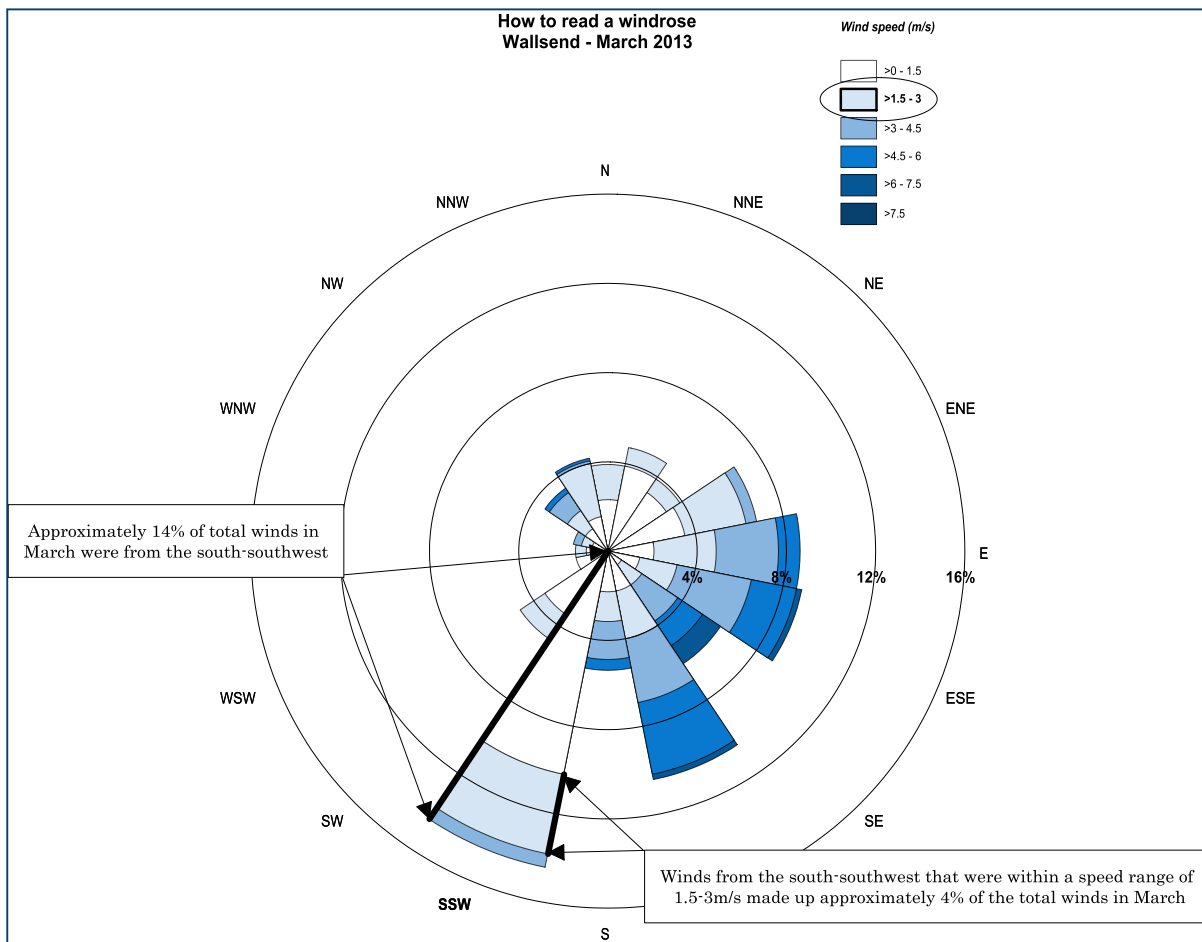 How to read a windrose
Wallsend - March 2013
Wind speed (m/s)
>0 - 1.5
>1.5 - 3
>3 - 4.5
>4.5 - 6
>6 - 7.5
>7.5
N
NNW
NNE
NW
NE
WNW
ENE
Approximately 14% of total winds in
March were from the south-southwest
E
4%
8%
12%
16%
WSW
ESE
SW
SE
Winds from the south-southwest that were within a speed range of
1.5-3m/s made up approximately 4% of the total winds in March
SSW
S